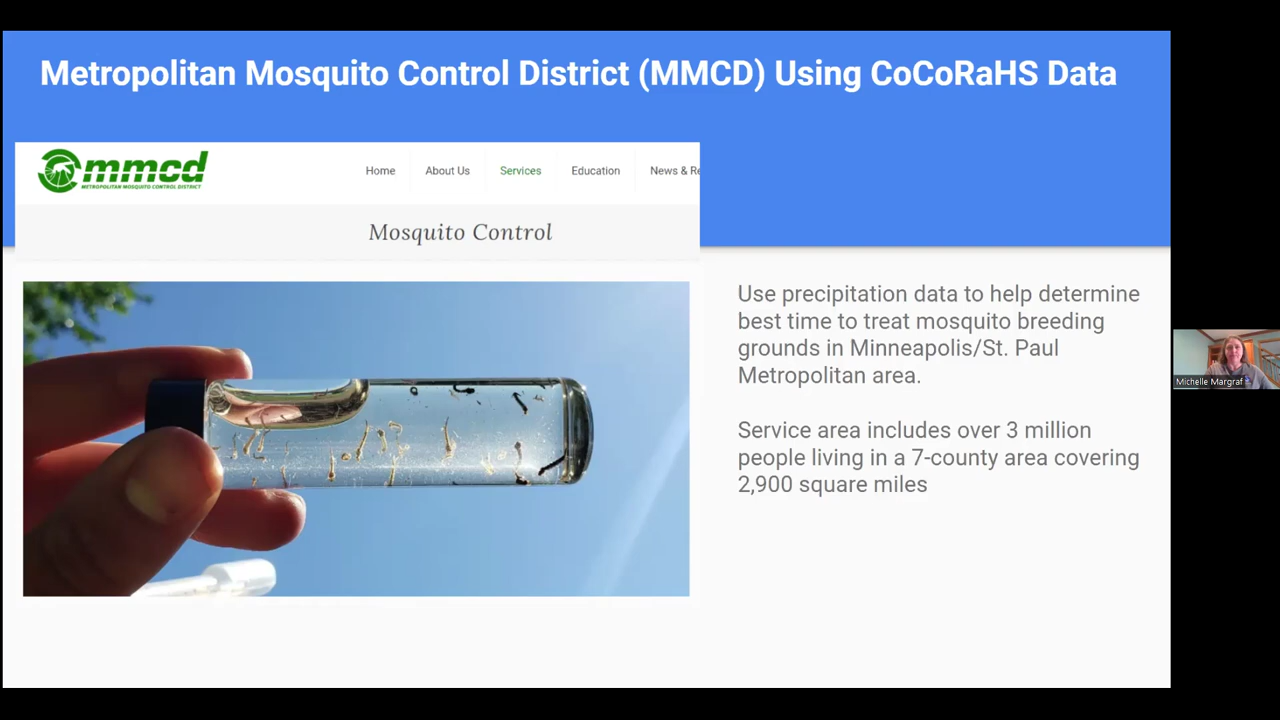 Metropolitan Mosquito Control District (MMCD) Using CoCoRaHS Data
mmcd
METROPOLITAN MOSQUITO CONTROL DISTRICT
Home
About Us
Services
Education
News & Re
Mosquito Control
Use precipitation data to help determine
best time to treat mosquito breeding
grounds in Minneapolis/St. Paul
Metropolitan area.
Service area includes over 3 million
people living in a 7-county area covering
2,900 square miles
Michelle Margraf